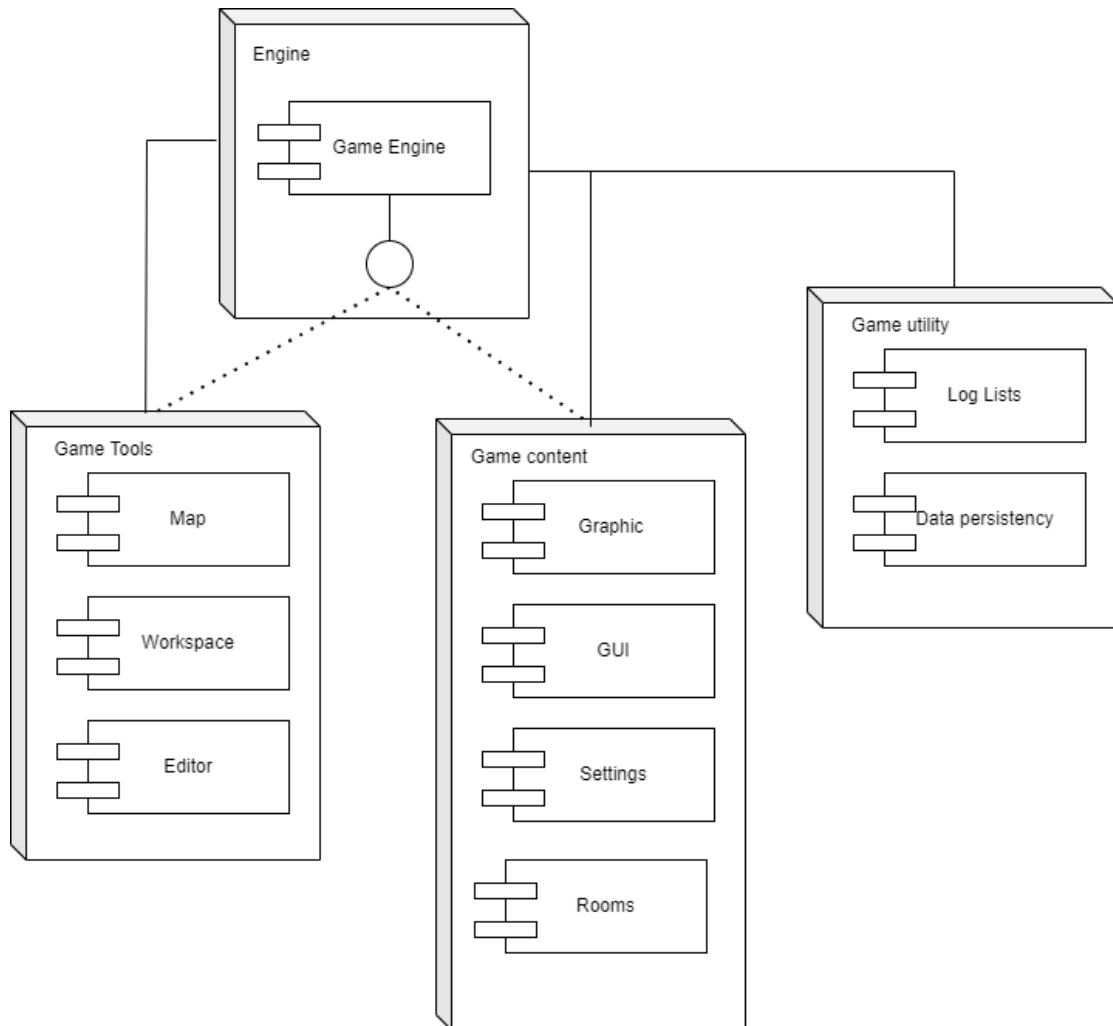 Engine
Game Engine
Game utility
Log Lists
Data persistency
Game Tools
Map
Workspace
Editor
Game content
Graphic
GUI
Settings
Rooms